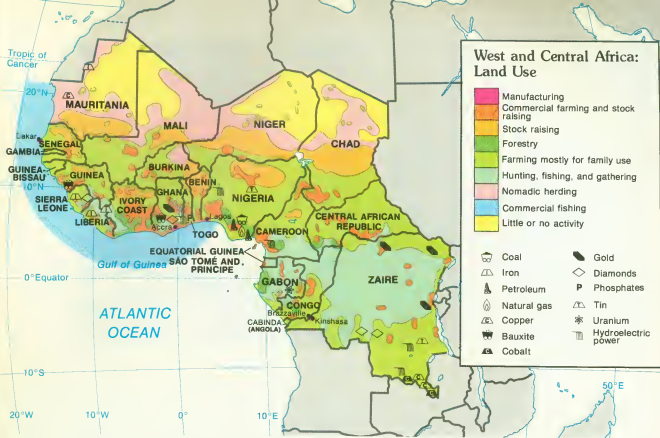 West and Central Africa:
Land Use
Manufacturing
Commercial farming and stock
raising
Stock raising
Forestry
Farming mostly for family use
Hunting, fishing, and gathering
Nomadic herding
Commercial fishing
Little or no activity
Coal
Iron
Petroleum
Natural gas
Copper
Bauxite
Cobalt
Gold
Diamonds
P Phosphates
Tin
Uranium
Hydroelectric
power
Tropic of
Cancer
20°N
MAURITANIA
MALI
NIGER
CHAD
Dakar
SENEGAL
GAMBIA
GUINEA-
BISSAU
GUINEA
BURKINA
10°N
SIERRA
LEONE
IVORY
COAST
GHANA
BENIN
NIGERIA
LIBERIA
Accra
P
Lagos
TOGO
CAMEROON
CENTRAL AFRICAN
REPUBLIC
EQUATORIAL GUINEA
SÃO TOMÉ AND
PRINCIPE
Gulf of Guinea
0° Equator
GABON
CONGO
ZAIRE
Brazzaville
Kinshasa
CABINDA
(ANGOLA)
ATLANTIC
OCEAN
10°S
20°W
10°W
0°
10°E
50°E